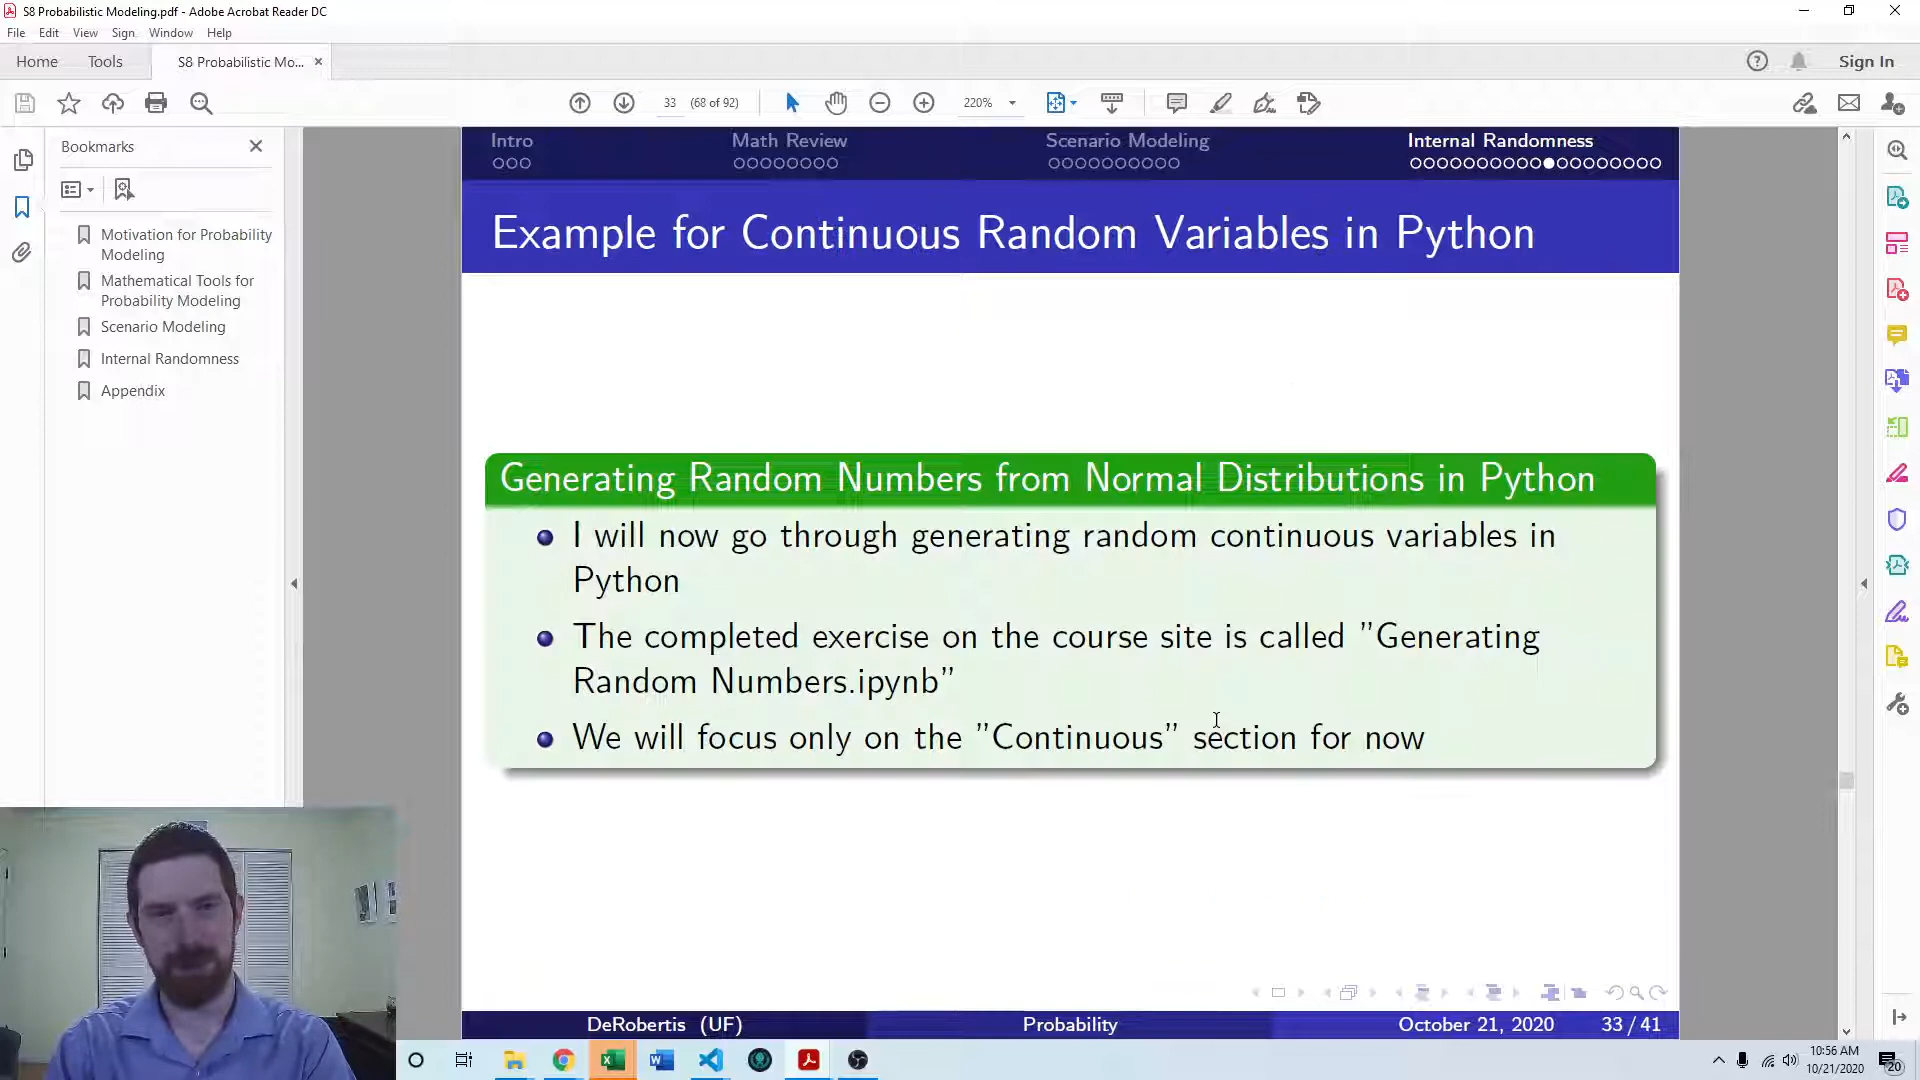 S8 Probabilistic Modeling.pdf - Adobe Acrobat Reader DC
File Edit View Sign Window Help
Home Tools S8 Probabilistic Mo... × Sign In
33 (68 of 92) 220%
Bookmarks
Motivation for Probability
Modeling
Mathematical Tools for
Probability Modeling
Scenario Modeling
Internal Randomness
Appendix
Intro Math Review Scenario Modeling Internal Randomness
Example for Continuous Random Variables in Python
Generating Random Numbers from Normal Distributions in Python
I will now go through generating random continuous variables in
Python
The completed exercise on the course site is called ”Generating
Random Numbers.ipynb”
We will focus only on the ”Continuous” section for now
DeRobertis (UF) Probability October 21, 2020 33 / 41
10:56 AM
10/21/2020
20